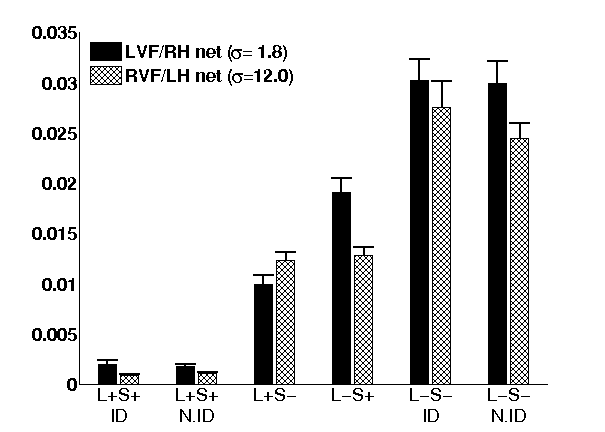 0.035
LVF/RH net (σ= 1.8)
RVF/LH net (σ=12.0)
0.03
0.025
0.02
0.015
0.01
0.005
0
L+S+ L+S+ L+S− L−S+ L−S− L−S−
ID N.ID ID N.ID